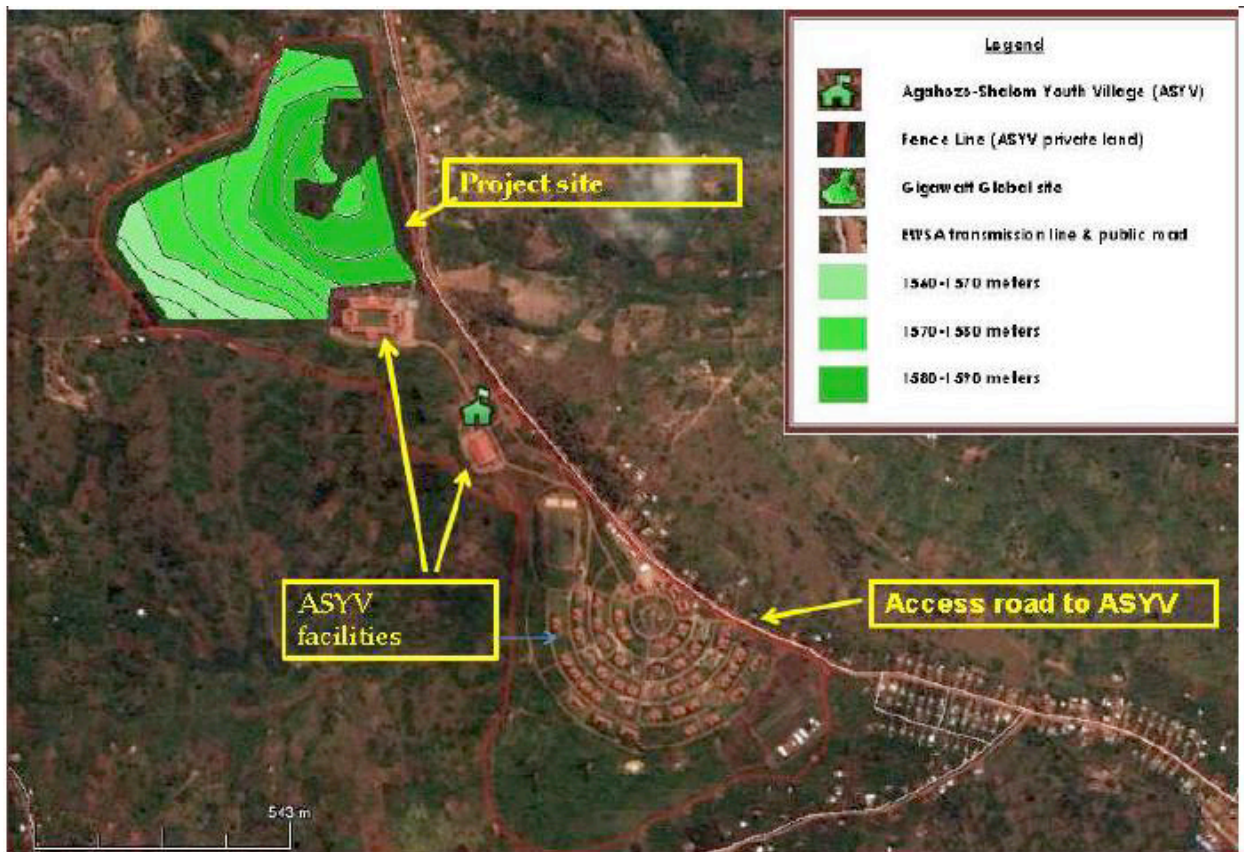 Legend
Agahozo-Shalom Youth Village (ASYV)
Fence Line (ASYV private land)
Gigawatt Global site
EWSA transmission line & public road
1560-1570 meters
1570-1580 meters
1580-1590 meters
Project site
ASYV
facilities
Access road to ASYV
543 m